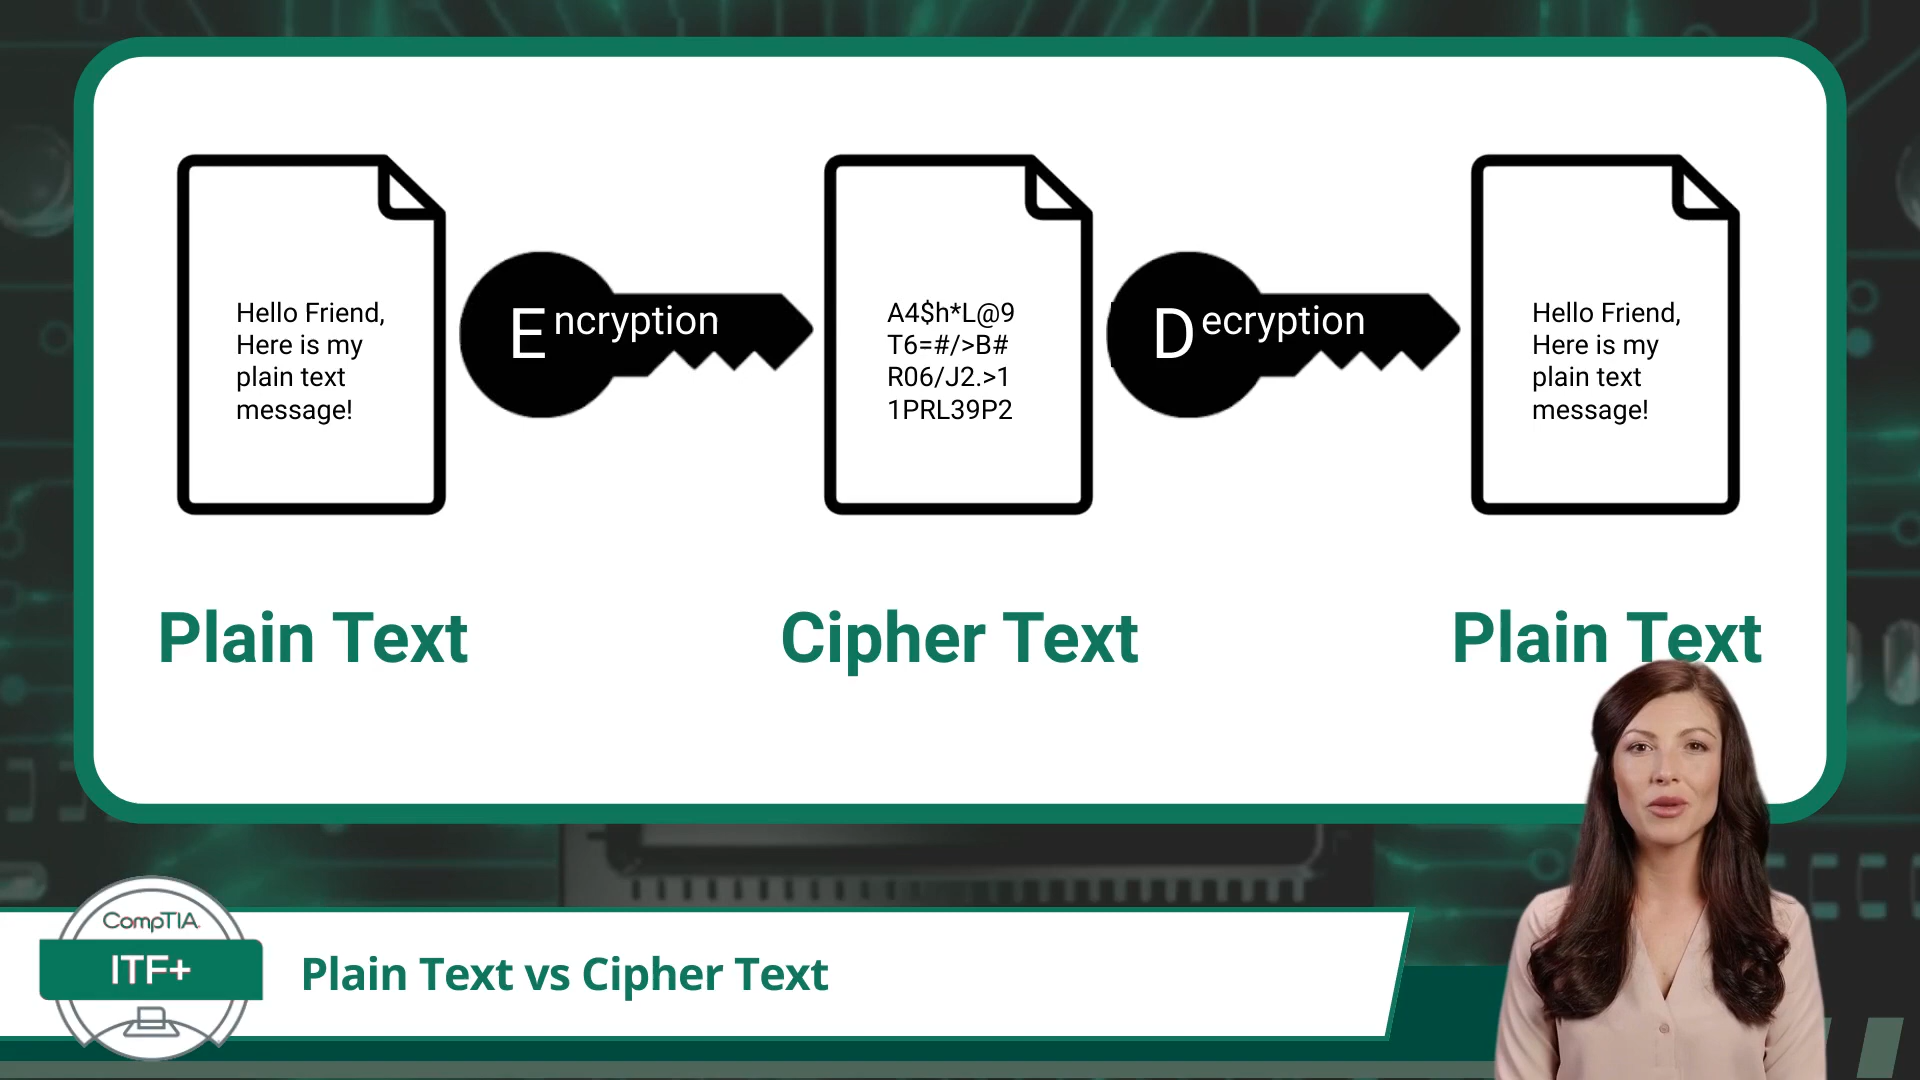 Hello Friend,
Here is my
plain text
message!
Encryption
A4$h*L@9
T6=#/>B#
R06/J2.>1
1PRL39P2
Decryption
Hello Friend,
Here is my
plain text
message!
Plain Text
Cipher Text
Plain Text
CompTIA
ITF+
Plain Text vs Cipher Text